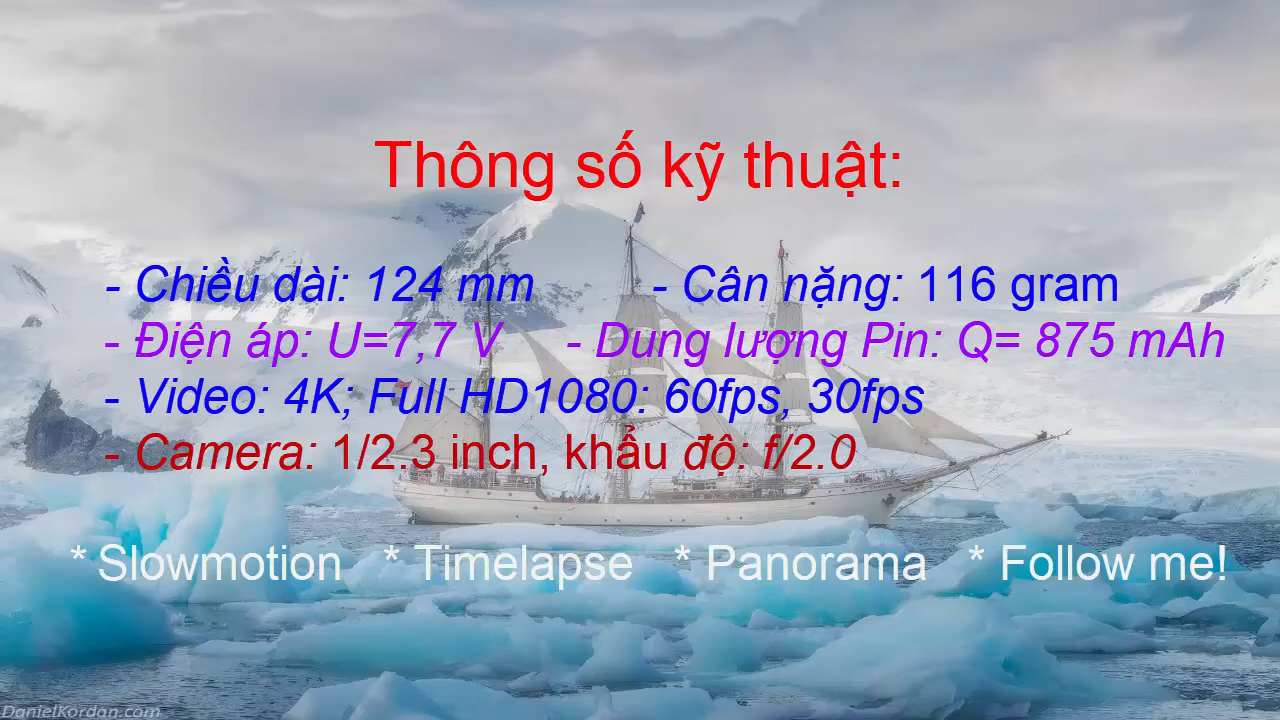 Thông số kỹ thuật:
- Chiều dài: 124 mm - Cân nặng: 116 gram
- Điện áp: U=7,7 V - Dung lượng Pin: Q= 875 mAh
- Video: 4K; Full HD1080: 60fps, 30fps
- Camera: 1/2.3 inch, khẩu độ: f/2.0
* Slowmotion * Timelapse * Panorama * Follow me!
DanielKordan.com